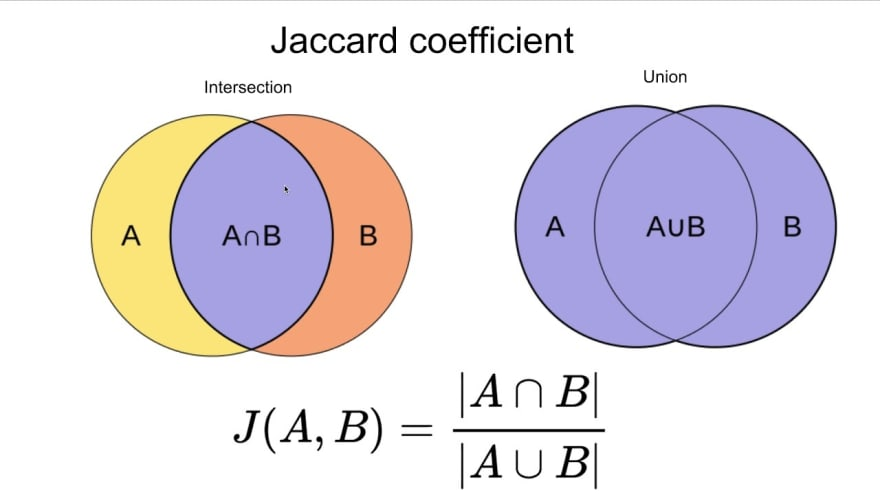 Jaccard coefficient
Intersection
Union
A
A∩B
B
A
A∪B
B
J(A, B) = |A ∩ B| / |A ∪ B|